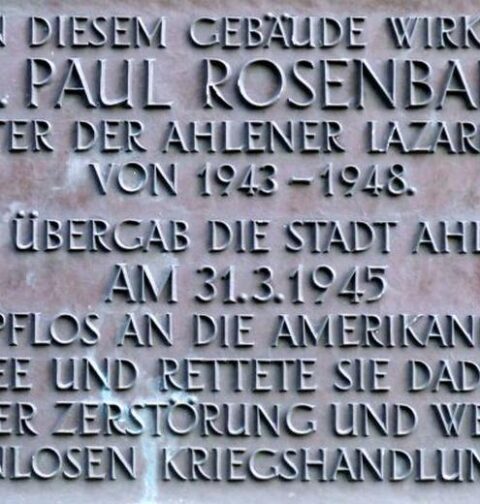 N DIESEM GEBÄUDE WIRK
. PAUL ROSENBA
TER DER AHLENER LAZAR
VON 1943-1948.
ÜBERGAB DIE STADT AHL
AM 31.3.1945
PFLOS AN DIE AMERIKAN
EE UND RETTETE SIE DAD
ER ZERSTÖRUNG UND WE
NLOSEN KRIEGSHANDLUN